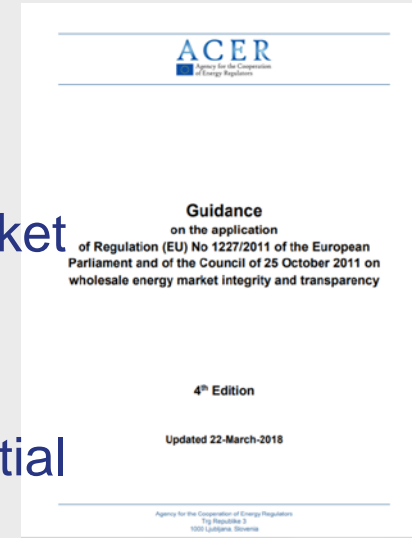 ACER
Agency for the Cooperation
of Energy Regulators
Guidance
on the application
of Regulation (EU) No 1227/2011 of the European
Parliament and of the Council of 25 October 2011 on
wholesale energy market integrity and transparency
ket
4th Edition
tial
Updated 22-March-2018
Agency for the Cooperation of Energy Regulators
Trg Republike 3
1000 Ljubljana, Slovenia